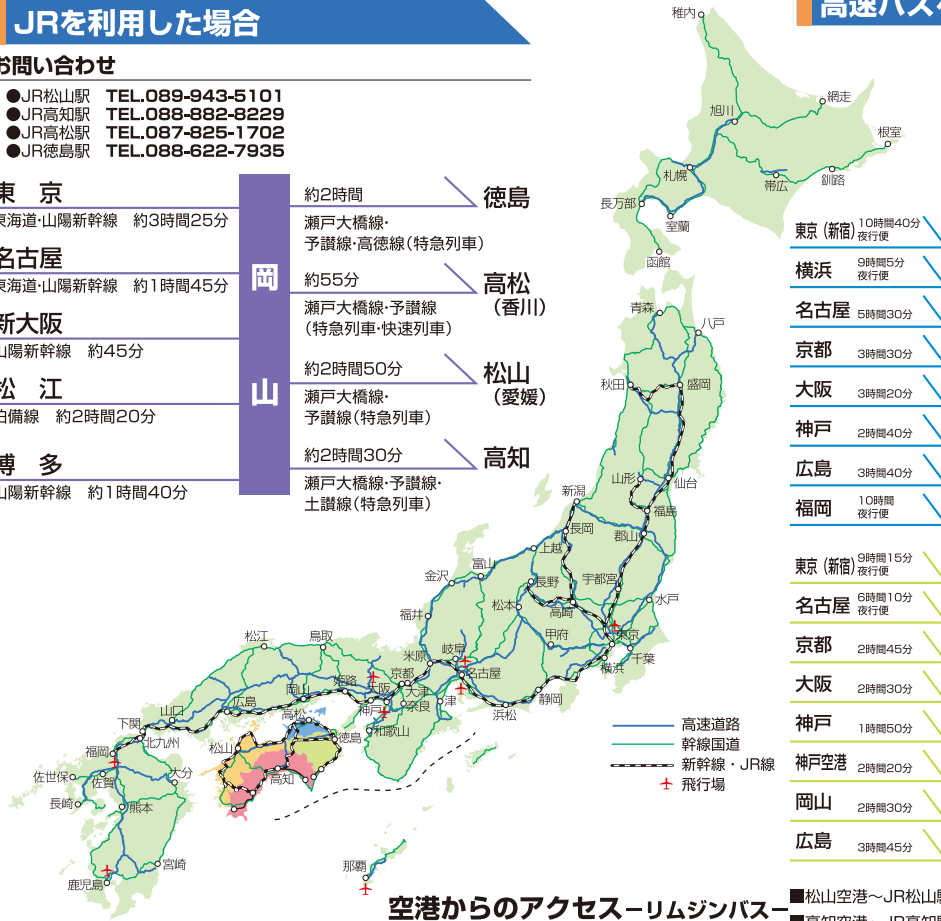 JRを利用した場合
お問い合わせ
●JR松山駅 TEL.089-943-5101
●JR高知駅 TEL.088-882-8229
●JR高松駅 TEL.087-825-1702
●JR徳島駅 TEL.088-622-7935
東 京
東海道・山陽新幹線 約3時間25分
名古屋
東海道・山陽新幹線 約1時間45分
新大阪
山陽新幹線 約45分
松 江
伯備線 約2時間20分
博 多
山陽新幹線 約1時間40分
岡
山
約2時間
徳島
瀬戸大橋線・
予讃線・高徳線(特急列車)
約55分
高松
(香川)
瀬戸大橋線・予讃線
(特急列車・快速列車)
約2時間50分
松山
(愛媛)
瀬戸大橋線・
予讃線(特急列車)
約2時間30分
高知
瀬戸大橋線・予讃線・
土讃線(特急列車)
稚内
網走
旭川
根室
札幌
帯広
釧路
長万部
室蘭
函館
青森
八戸
秋田
盛岡
山形
仙台
新潟
福島
長岡
郡山
上越
富山
金沢
長野
宇都宮
水戸
松本
高崎
福井
甲府
東京
千葉
横浜
松江
鳥取
米原
岐阜
名古屋
京都
大津
静岡
浜松
姫路
大阪
奈良
津
岡山
神戸
和歌山
広島
山口
下関
高松
徳島
松山
高知
福岡
北九州
佐世保
佐賀
大分
長崎
熊本
宮崎
鹿児島
那覇
高速道路
幹線国道
新幹線・JR線
飛行場
高速バス
東京(新宿) 10時間40分
夜行便
横浜 9時間5分
夜行便
名古屋 5時間30分
京都 3時間30分
大阪 3時間20分
神戸 2時間40分
広島 3時間40分
福岡 10時間
夜行便
東京(新宿) 9時間15分
夜行便
名古屋 6時間10分
夜行便
京都 2時間45分
大阪 2時間30分
神戸 1時間50分
神戸空港 2時間20分
岡山 2時間30分
広島 3時間45分
空港からのアクセスーリムジンバスー
■松山空港〜JR松山駅
■高知空港〜JR高知駅